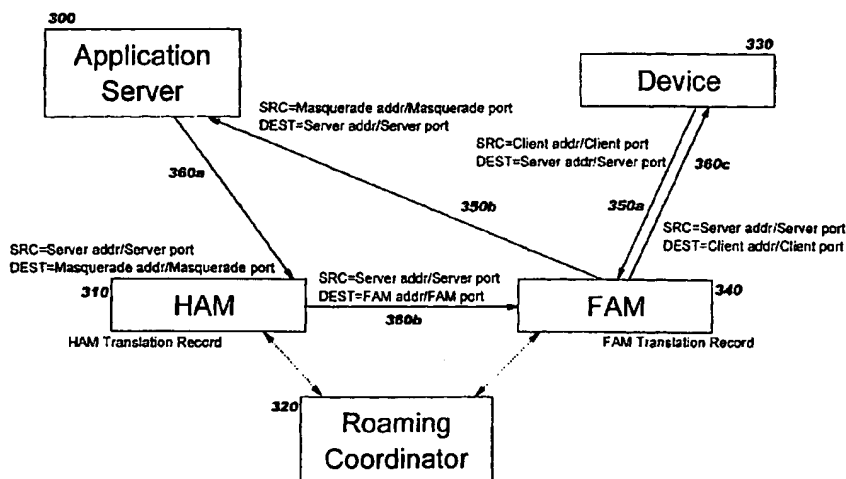 300
Application
Server
330
Device
SRC=Masquerade addr/Masquerade port
DEST=Server addr/Server port
SRC=Client addr/Client port
DEST=Server addr/Server port
360c
360a
350b
350a
SRC=Server addr/Server port
DEST=Client addr/Client port
SRC=Server addr/Server port
DEST=Masquerade addr/Masquerade port
SRC=Server addr/Server port
DEST=FAM addr/FAM port
310
HAM
360b
FAM
340
HAM Translation Record
FAM Translation Record
320
Roaming
Coordinator